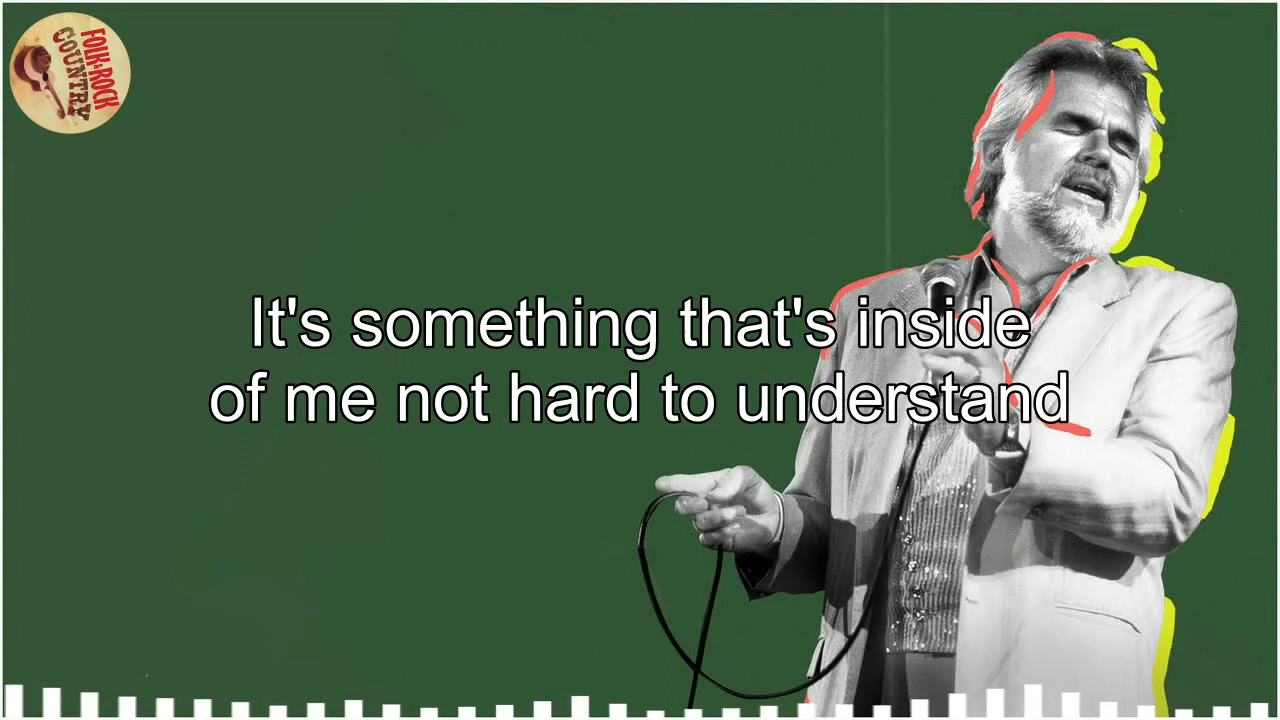 FOLK & ROCK
COUNTRY
It's something that's inside
of me not hard to understand